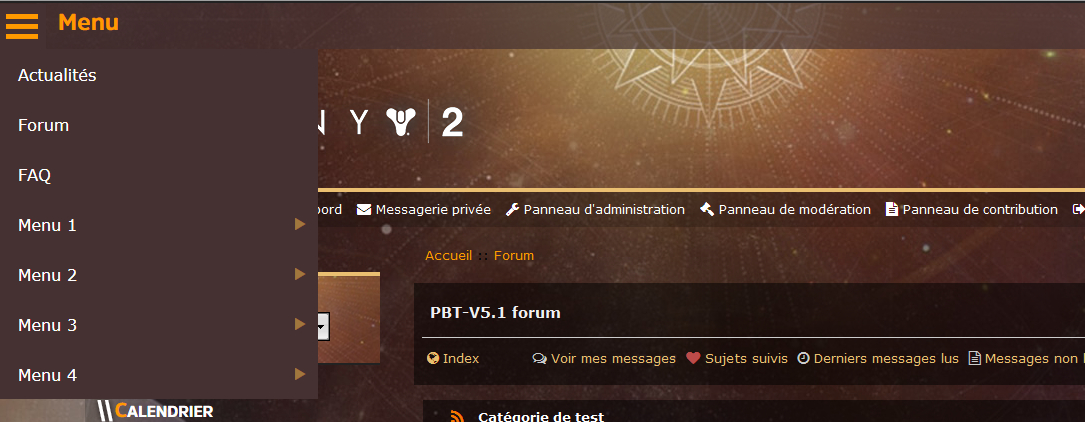 Menu
Actualités
Forum
FAQ
Menu 1
Menu 2
Menu 3
Menu 4
N Y 2
bord Messagerie privée Panneau d'administration Panneau de modération Panneau de contribution
Accueil :: Forum
PBT-V5.1 forum
Index Voir mes messages Sujets suivis Derniers messages lus Messages non
CALENDRIER
Catégorie de test